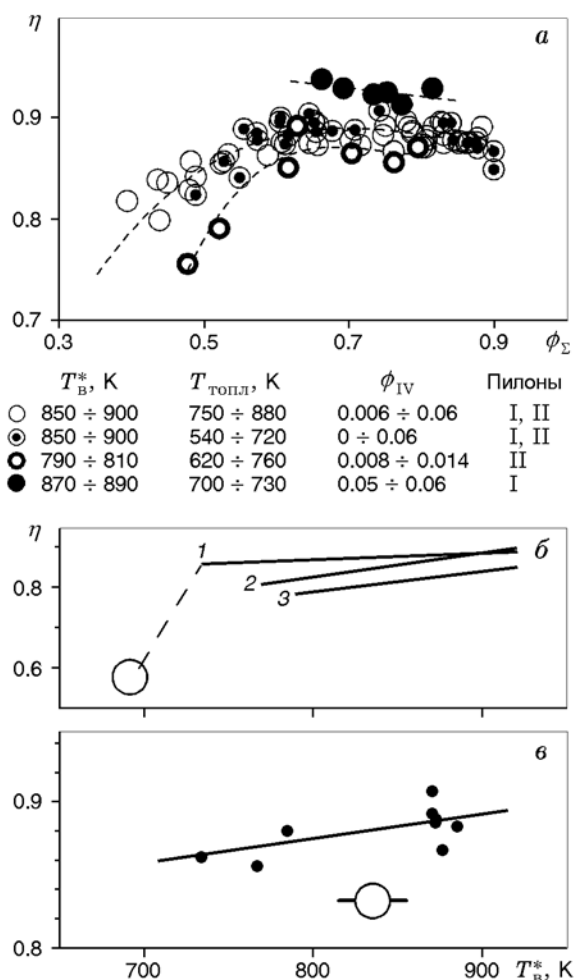 η
а
0.9
0.8
0.7
0.3 0.5 0.7 0.9 ϕ_Σ
T*_в, К T_топл, К ϕ_IV Пилоны
850 ÷ 900 750 ÷ 880 0.006 ÷ 0.06 I, II
850 ÷ 900 540 ÷ 720 0 ÷ 0.06 I, II
790 ÷ 810 620 ÷ 760 0.008 ÷ 0.014 II
870 ÷ 890 700 ÷ 730 0.05 ÷ 0.06 I
η
б
1
2
3
0.8
0.6
700 800 900
в
0.9
0.8
700 800 T*_в, К 900